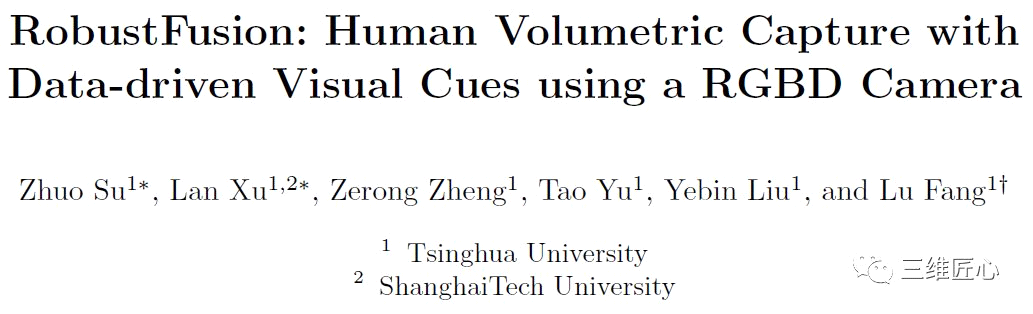 RobustFusion: Human Volumetric Capture with
Data-driven Visual Cues using a RGBD Camera
Zhuo Su¹*, Lan Xu¹,²*, Zerong Zheng¹, Tao Yu¹, Yebin Liu¹, and Lu Fang¹†
¹ Tsinghua University
² ShanghaiTech University
三维匠心